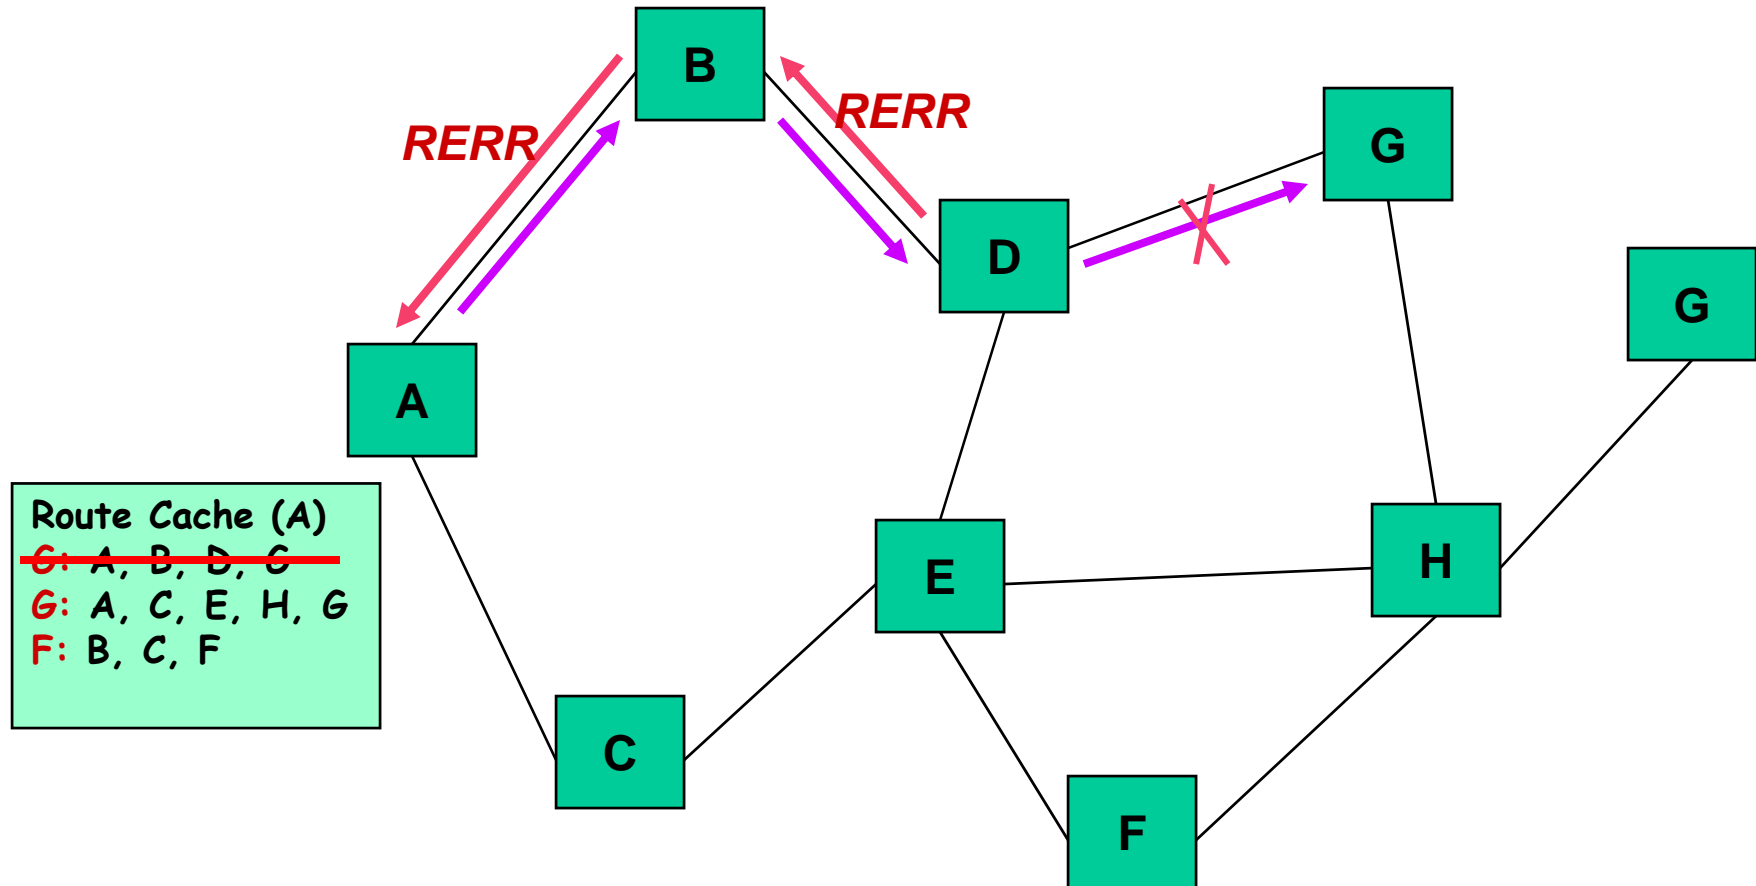 B
RERR
RERR
G
D
G
A
Route Cache (A)
G: A, B, D, G
G: A, C, E, H, G
F: B, C, F
E
H
C
F